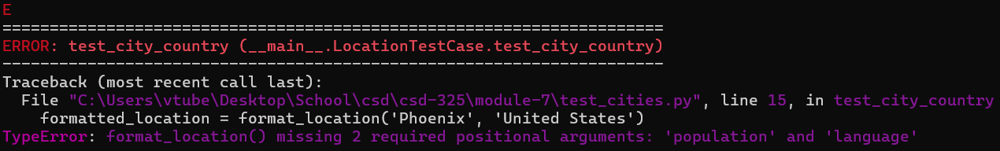 E
======================================================================
ERROR: test_city_country (__main__.LocationTestCase.test_city_country)
----------------------------------------------------------------------
Traceback (most recent call last):
  File "C:\Users\vtube\Desktop\School\csd\csd-325\module-7\test_cities.py", line 15, in test_city_country
    formatted_location = format_location('Phoenix', 'United States')
TypeError: format_location() missing 2 required positional arguments: 'population' and 'language'